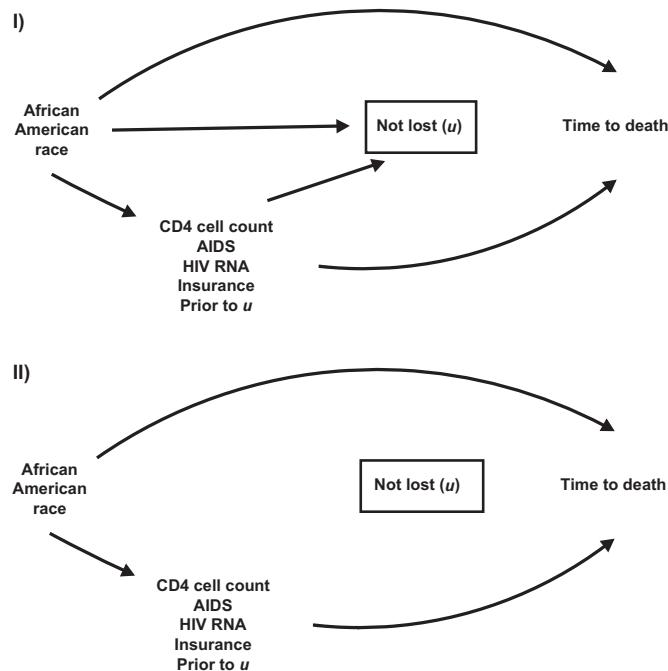 I)
African
American
race
Not lost (u)
Time to death
CD4 cell count
AIDS
HIV RNA
Insurance
Prior to u
II)
African
American
race
Not lost (u)
Time to death
CD4 cell count
AIDS
HIV RNA
Insurance
Prior to u